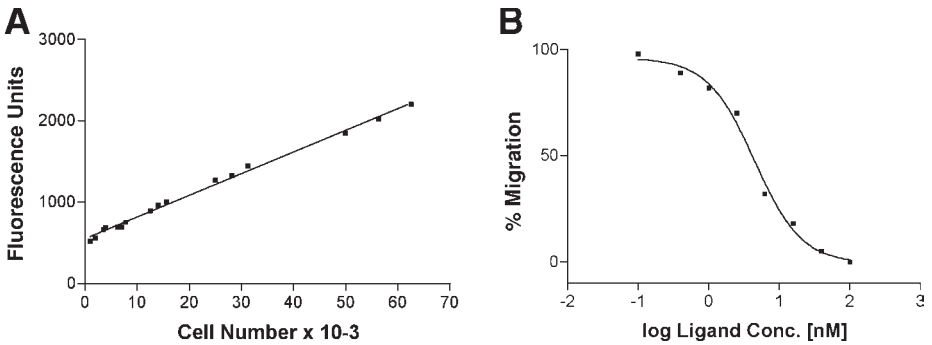 A
3000
2000
1000
0
0 10 20 30 40 50 60 70
Fluorescence Units
Cell Number x 10-3
B
100
50
0
-2 -1 0 1 2 3
% Migration
log Ligand Conc. [nM]